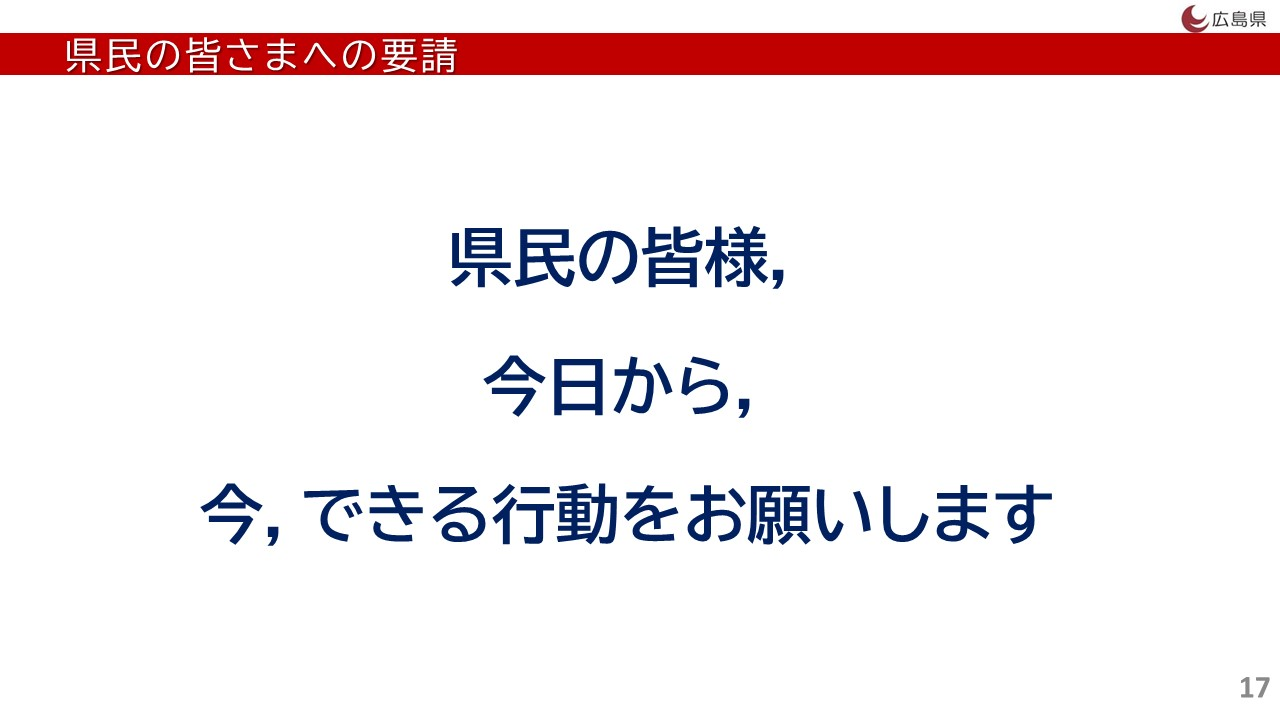 広島県
県民の皆さまへの要請
県民の皆様,
今日から,
今, できる行動をお願いします
17